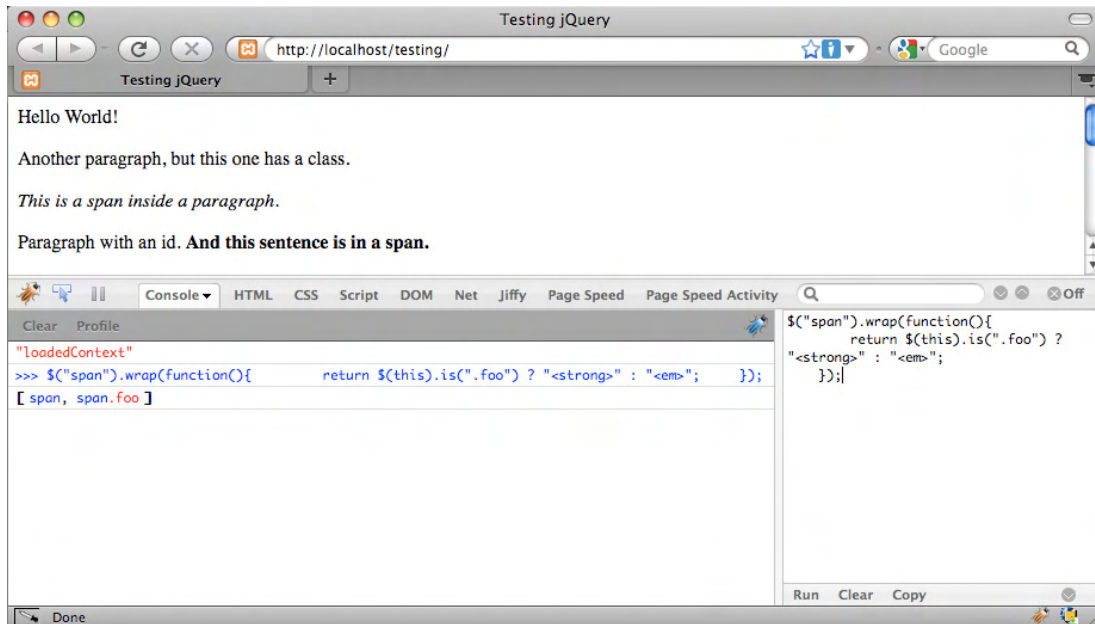 Testing jQuery
http://localhost/testing/
Google
Testing jQuery
+
Hello World!
Another paragraph, but this one has a class.
This is a span inside a paragraph.
Paragraph with an id. And this sentence is in a span.
Console HTML CSS Script DOM Net Jiffy Page Speed Page Speed Activity Off
Clear Profile
"loadedContext"
>>> $("span").wrap(function(){ return $(this).is(".foo") ? "<strong>" : "<em>"; });
[ span, span.foo ]
$("span").wrap(function(){
return $(this).is(".foo") ?
"<strong>" : "<em>";
});
Run Clear Copy
Done